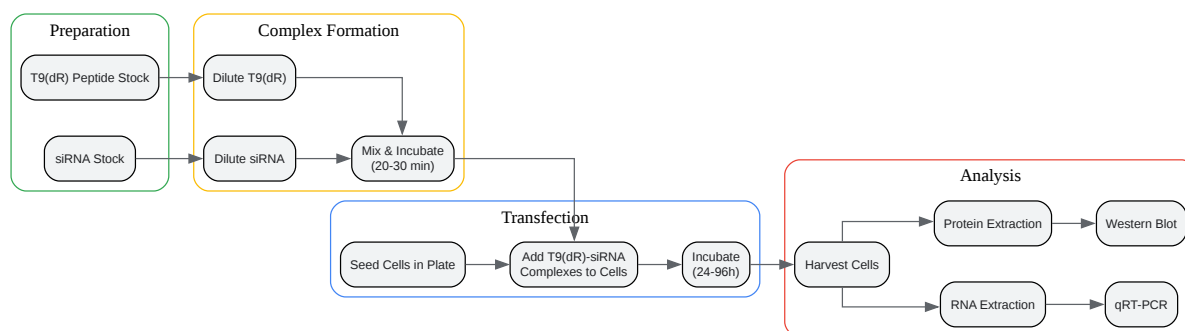 Preparation
T9(dR) Peptide Stock
siRNA Stock
Complex Formation
Dilute T9(dR)
Dilute siRNA
Mix & Incubate
(20-30 min)
Transfection
Seed Cells in Plate
Add T9(dR)-siRNA
Complexes to Cells
Incubate
(24-96h)
Analysis
Harvest Cells
Protein Extraction
Western Blot
RNA Extraction
qRT-PCR